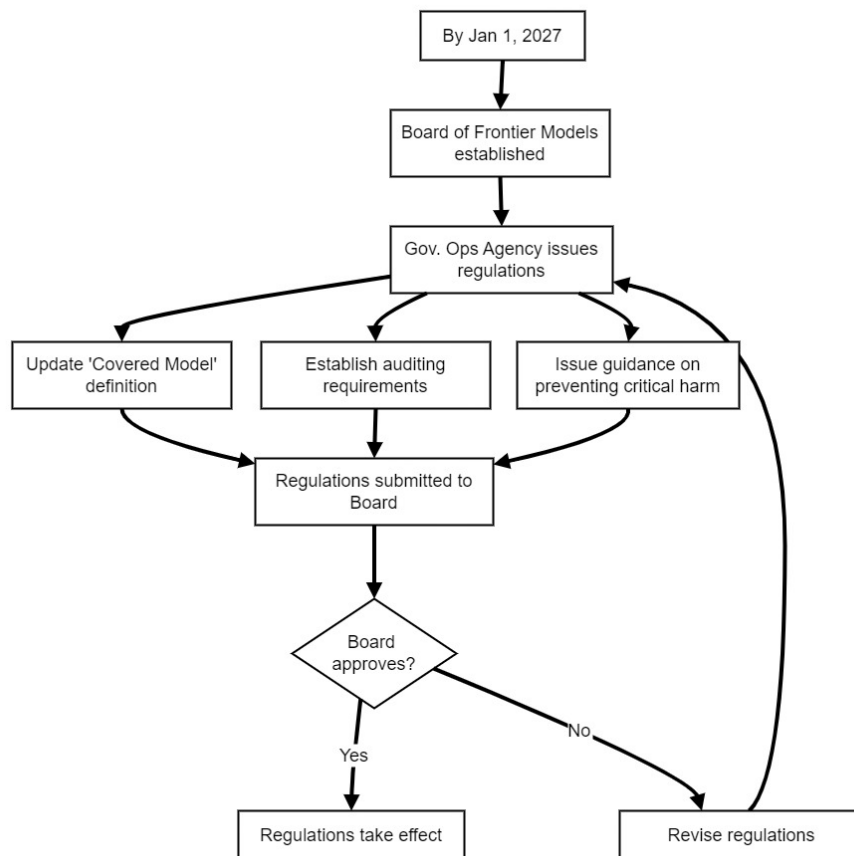 By Jan 1, 2027
Board of Frontier Models
established
Gov. Ops Agency issues
regulations
Update 'Covered Model'
definition
Establish auditing
requirements
Issue guidance on
preventing critical harm
Regulations submitted to
Board
Board
approves?
Yes
No
Regulations take effect
Revise regulations